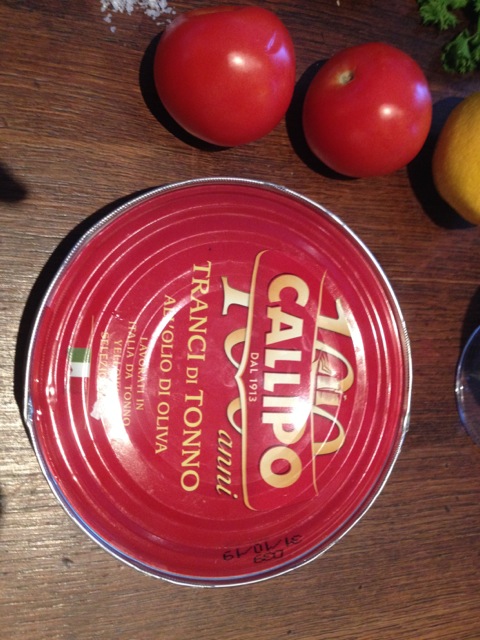 100
CALLIPO
DAL 1913
anni
TRANCI DI TONNO
ALL'OLIO DI OLIVA
LAVORATI IN
ITALIA DA TONNO
31/10/19